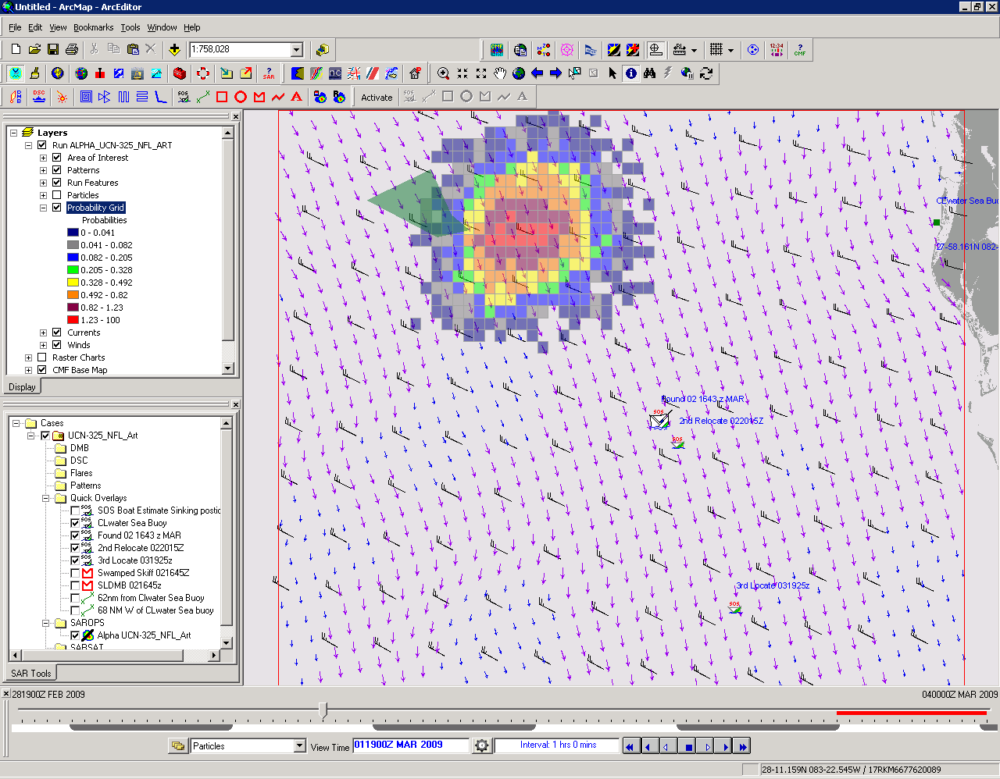 Untitled - ArcMap - ArcEditor
File Edit View Bookmarks Tools Window Help
1:758,028
Activate
Layers
Run ALPHA_UCN-325_NFL_ART
Area of Interest
Patterns
Run Features
Particles
Probability Grid
Probabilities
0 - 0.041
0.041 - 0.082
0.082 - 0.205
0.205 - 0.328
0.328 - 0.492
0.492 - 0.82
0.82 - 1.23
1.23 - 100
Currents
Winds
Raster Charts
CMF Base Map
Display
Cases
UCN-325_NFL_Art
DMB
DSC
Flares
Patterns
Quick Overlays
SOS Boat Estimate Sinking postic
CLwater Sea Buoy
Found 02 1643 z MAR
2nd Relocate 022015Z
3rd Locate 031925z
Swamped Skiff 021645Z
SLDMB 021645z
62nm from Clwater Sea Buoy
68 NM W of CLwater Sea buoy
SAROPS
Alpha UCN-325_NFL_Art
SARSAT
SAR Tools
CLwater Sea Buo
27-58.161N 082-
Found 02 1643 z MAR
SOS
2nd Relocate 022015Z
SOS
3rd Locate 031925z
SOS
281900Z FEB 2009
040000Z MAR 2009
Particles
View Time
011900Z MAR 2009
Interval: 1 hrs 0 mins
28-11.159N 083-22.545W / 17RKM6677620089